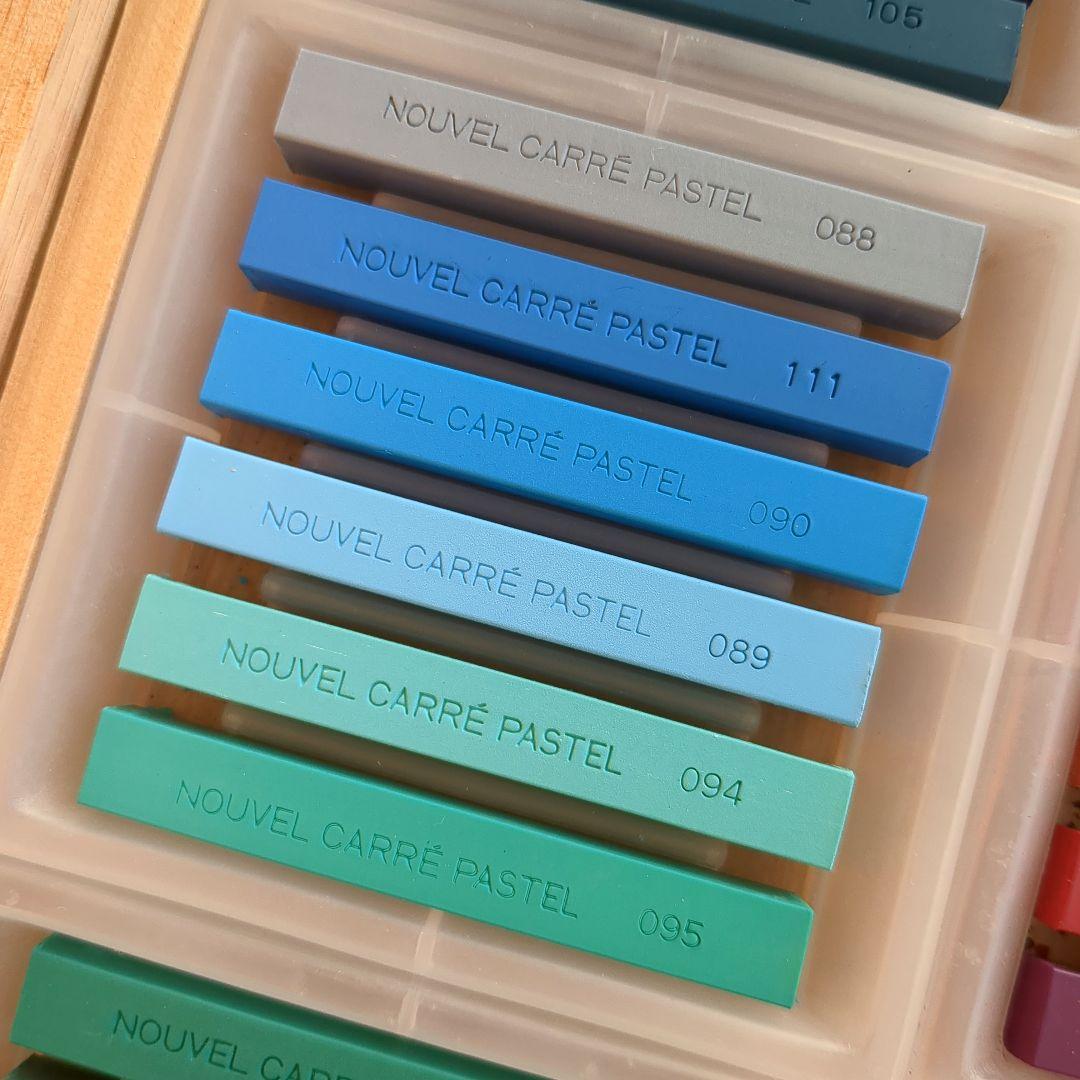 105
NOUVEL CARRÉ PASTEL 088
NOUVEL CARRÉ PASTEL 111
NOUVEL CARRÉ PASTEL 090
NOUVEL CARRÉ PASTEL 089
NOUVEL CARRÉ PASTEL 094
NOUVEL CARRÉ PASTEL 095
NOUVEL